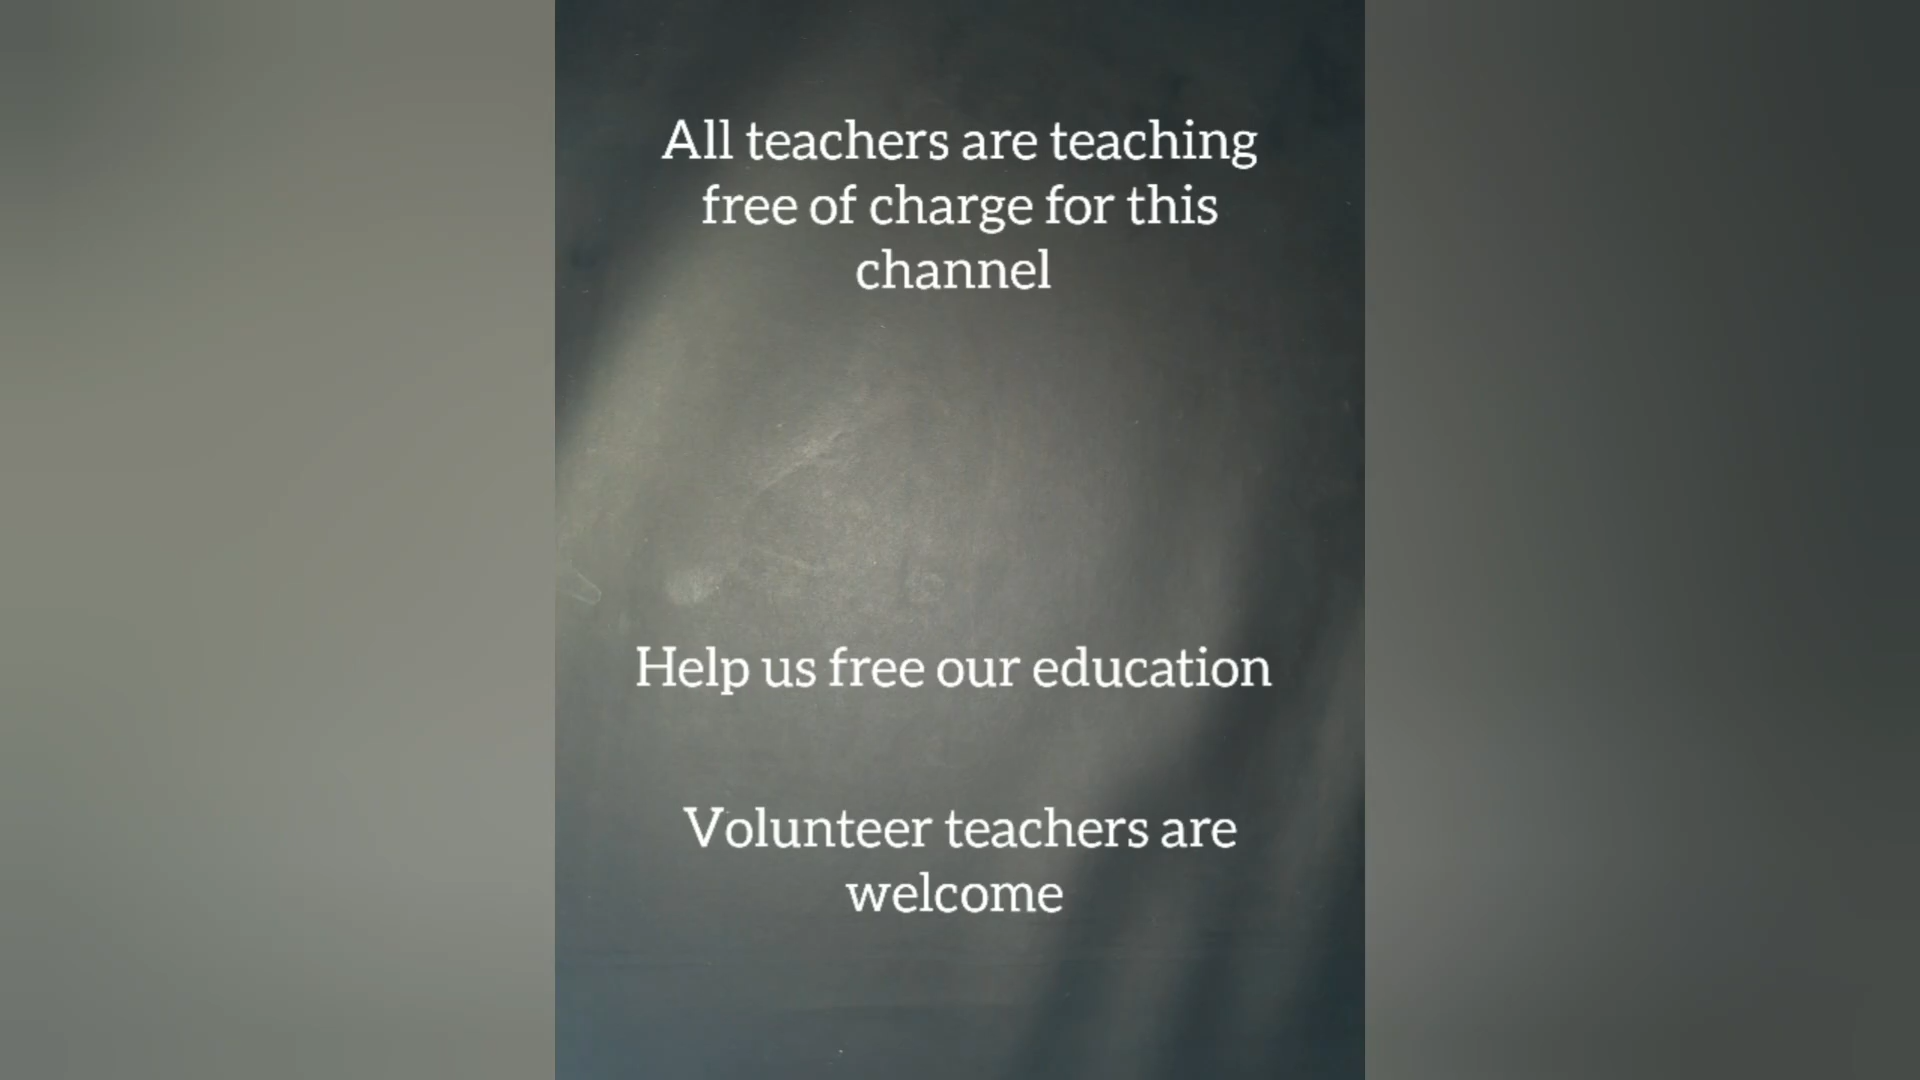 All teachers are teaching
free of charge for this
channel
Help us free our education
Volunteer teachers are
welcome